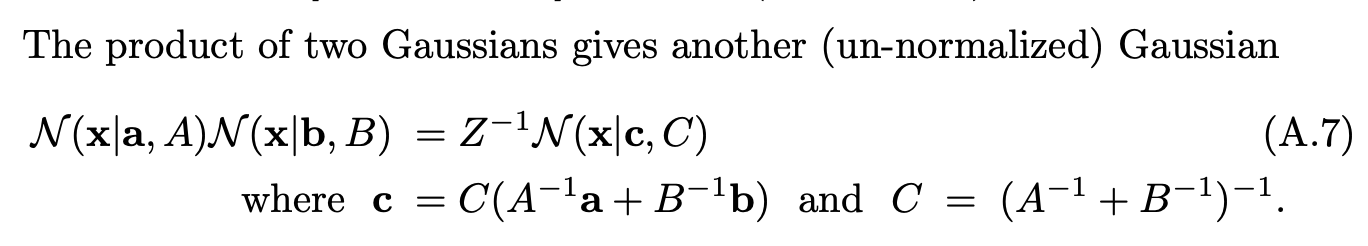 The product of two Gaussians gives another (un-normalized) Gaussian
𝒩(𝐱|𝐚, A)𝒩(𝐱|𝐛, B) = Z⁻¹𝒩(𝐱|𝐜, C) (A.7)
where 𝐜 = C(A⁻¹𝐚 + B⁻¹𝐛) and C = (A⁻¹ + B⁻¹)⁻¹.